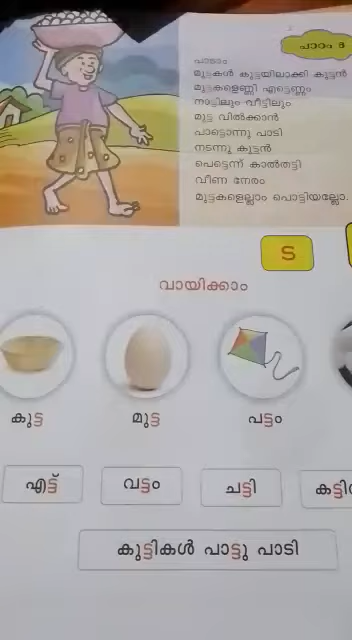 പാഠം 8
പാടാം
മുട്ടകൾ കുട്ടയിലാക്കി കുട്ടൻ
മുട്ടകളെണ്ണി എട്ടെണ്ണം
നാട്ടിലും വീട്ടിലും
മുട്ട വിൽക്കാൻ
പാട്ടൊന്നു പാടി
നടന്നു കുട്ടൻ
പെട്ടെന്ന് കാൽതട്ടി
വീണ നേരം
മുട്ടകളെല്ലാം പൊട്ടിയല്ലോ.
ട
വായിക്കാം
കുട്ട മുട്ട പട്ടം
എട്ട് വട്ടം ചട്ടി
കുട്ടികൾ പാട്ടു പാടി